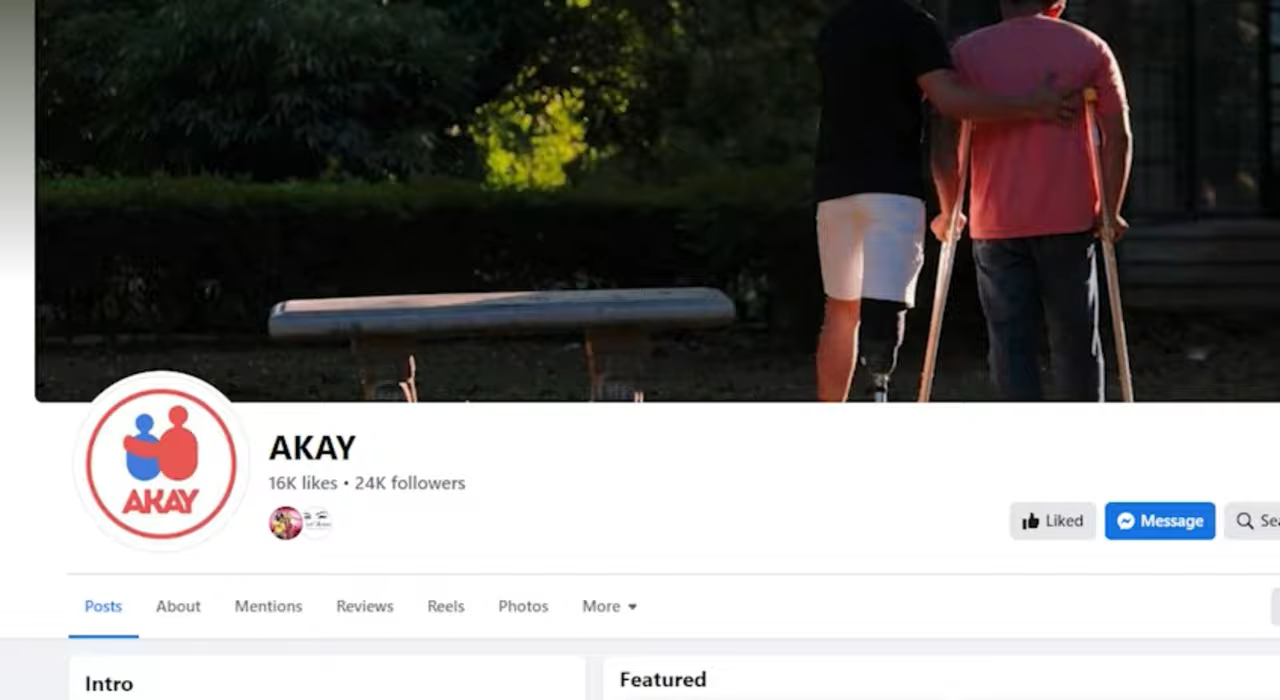 AKAY
AKAY
16K likes • 24K followers
Liked
Message
Posts
About
Mentions
Reviews
Reels
Photos
More
Intro
Featured